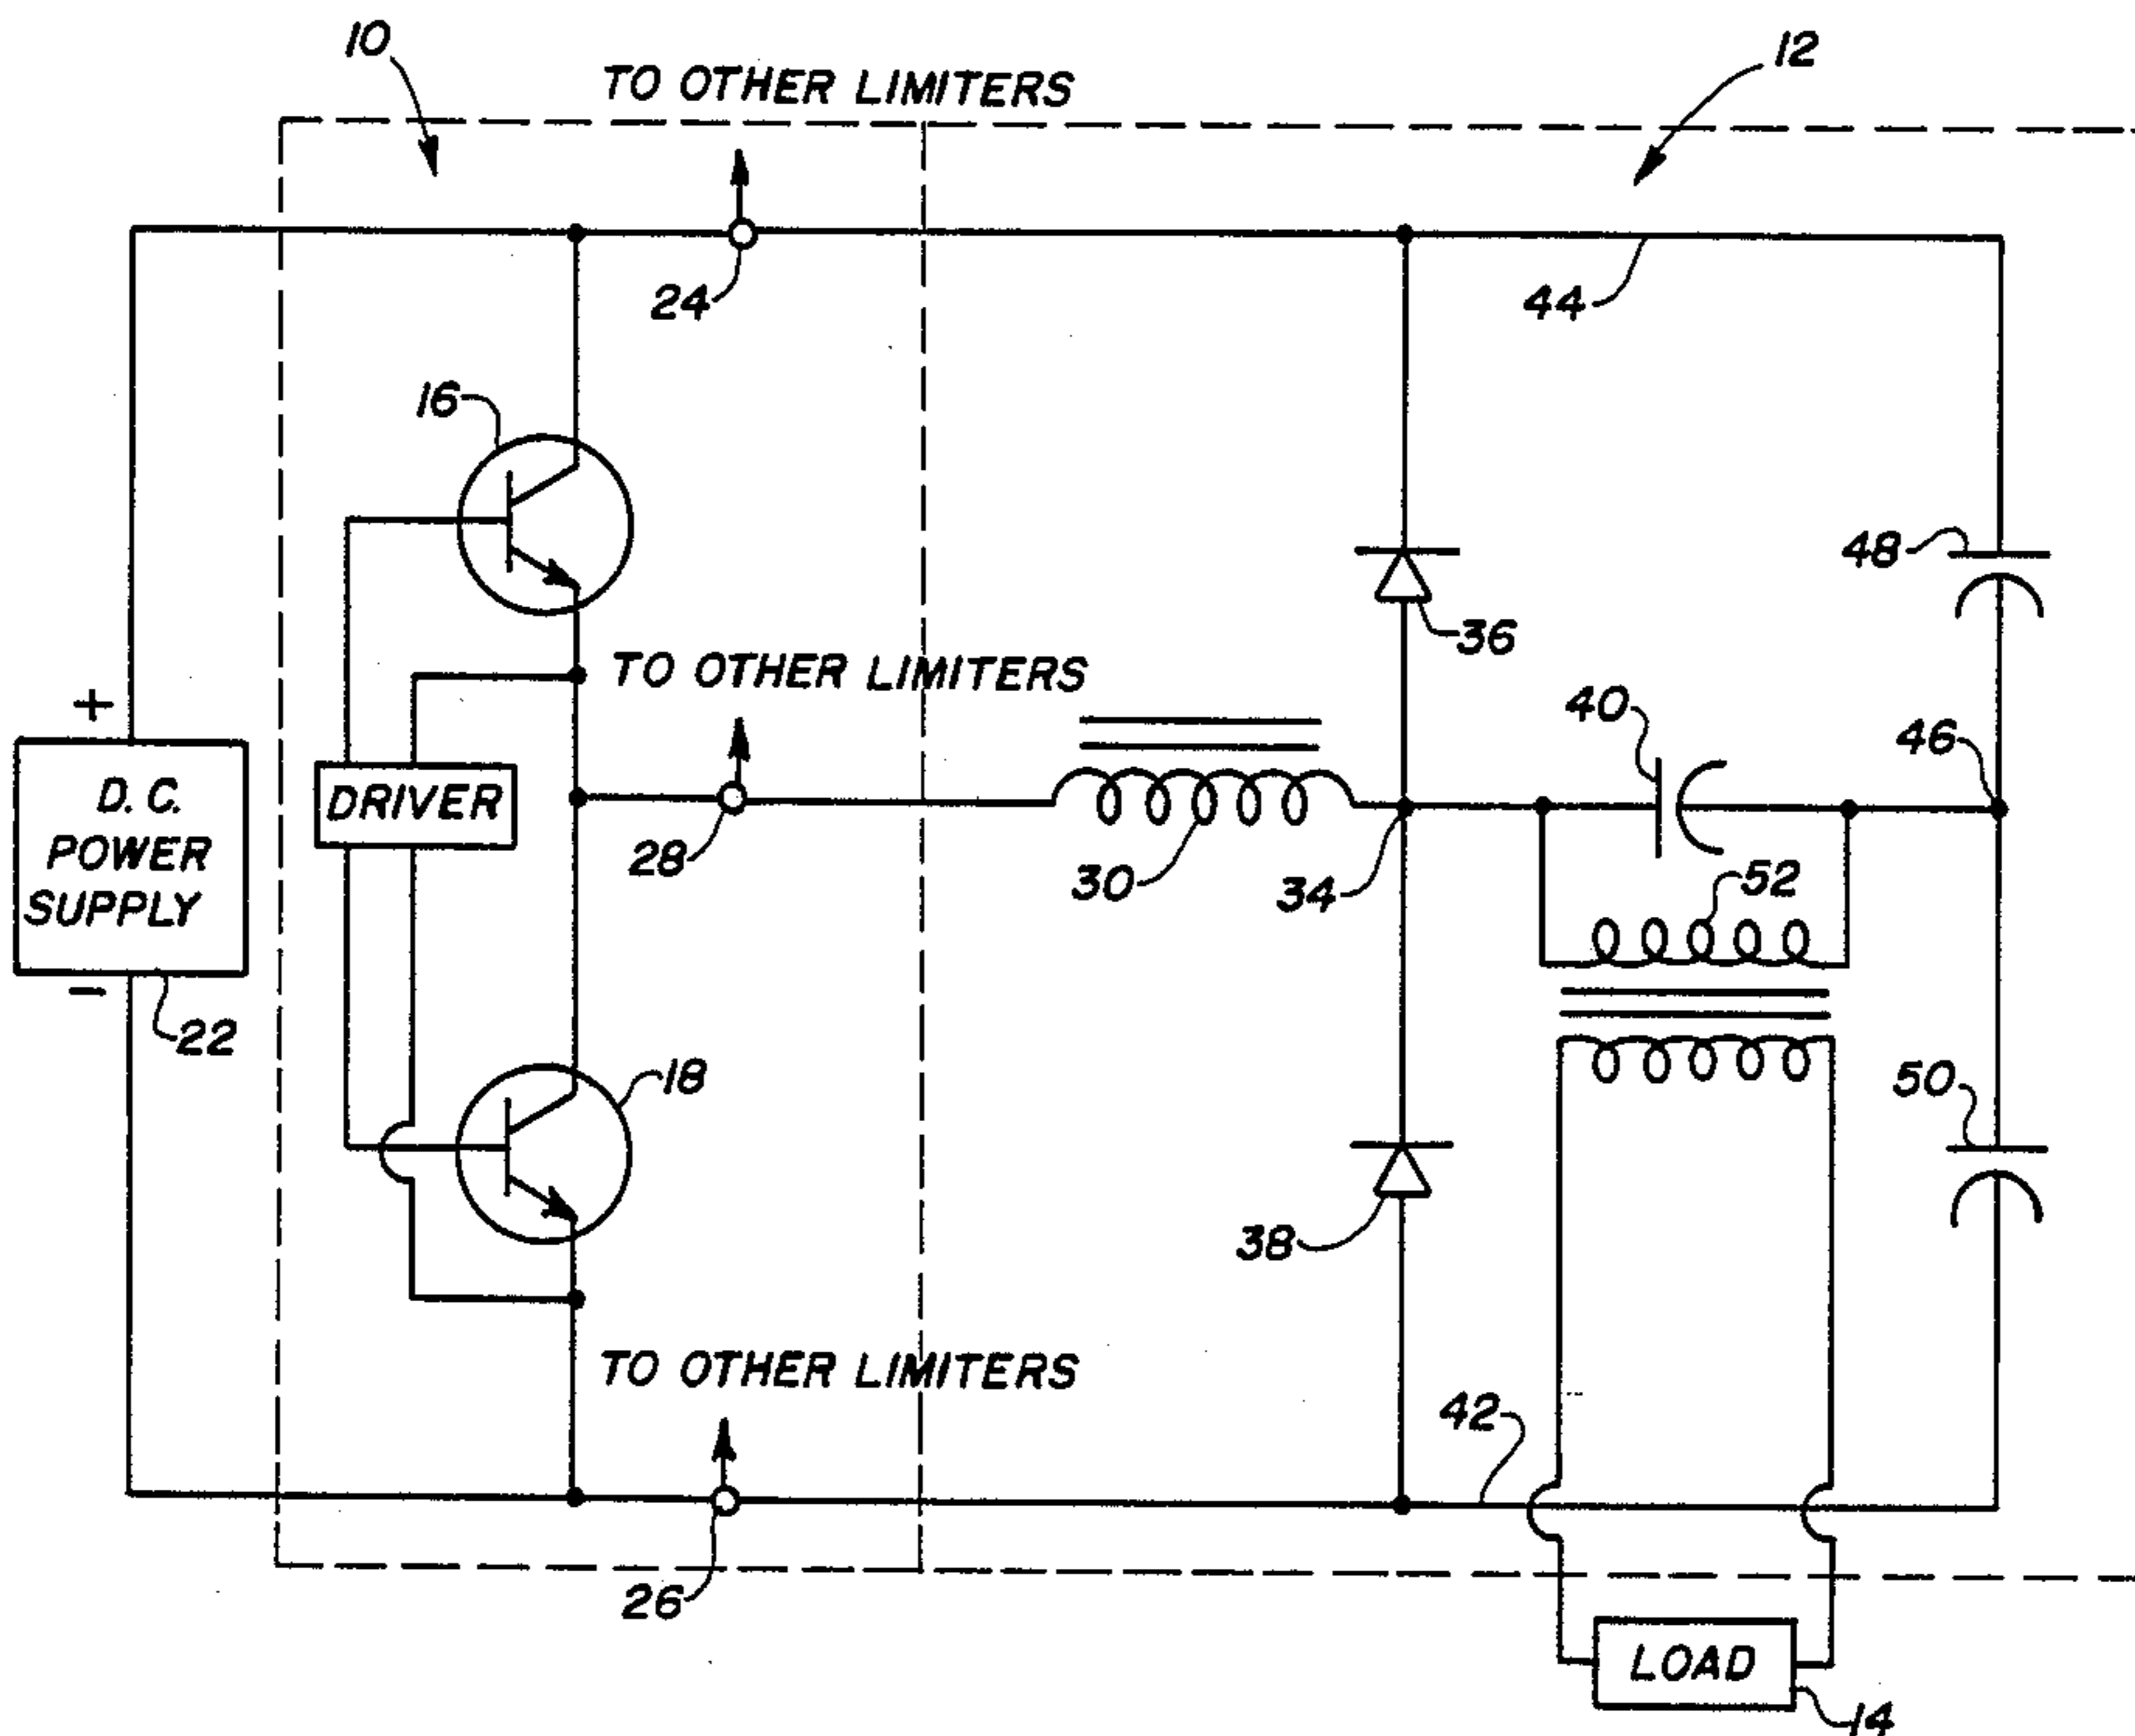 10
12
TO OTHER LIMITERS
24
44
16
48
36
TO OTHER LIMITERS
40
46
+
D.C.
POWER
SUPPLY
DRIVER
28
30
34
52
-
22
18
50
38
TO OTHER LIMITERS
42
26
LOAD
14